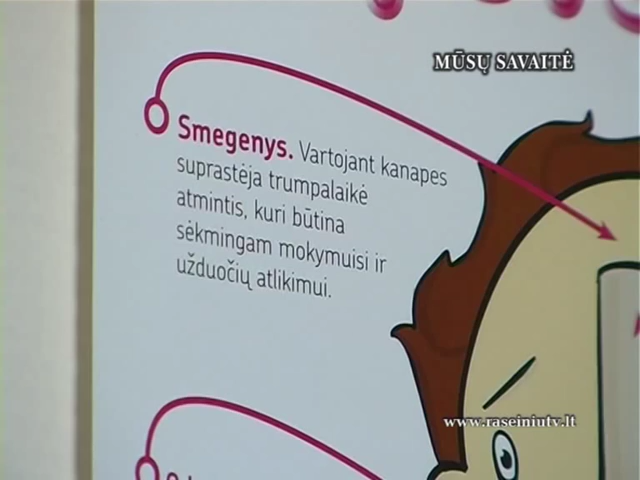 MŪSŲ SAVAITĖ
Smegenys. Vartojant kanapes
suprastėja trumpalaikė
atmintis, kuri būtina
sėkmingam mokymuisi ir
užduočių atlikimui.
www.raseiniutv.lt